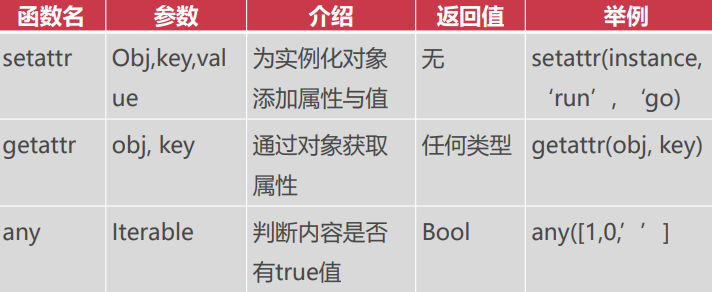 函数名 参数 介绍 返回值 举例
setattr Obj,key,val 为实例化对象 无 setattr(instance,
ue 添加属性与值 ‘run’, ‘go)
getattr obj, key 通过对象获取 任何类型 getattr(obj, key)
属性
any Iterable 判断内容是否 Bool any([1,0,’ ’ ]
有true值